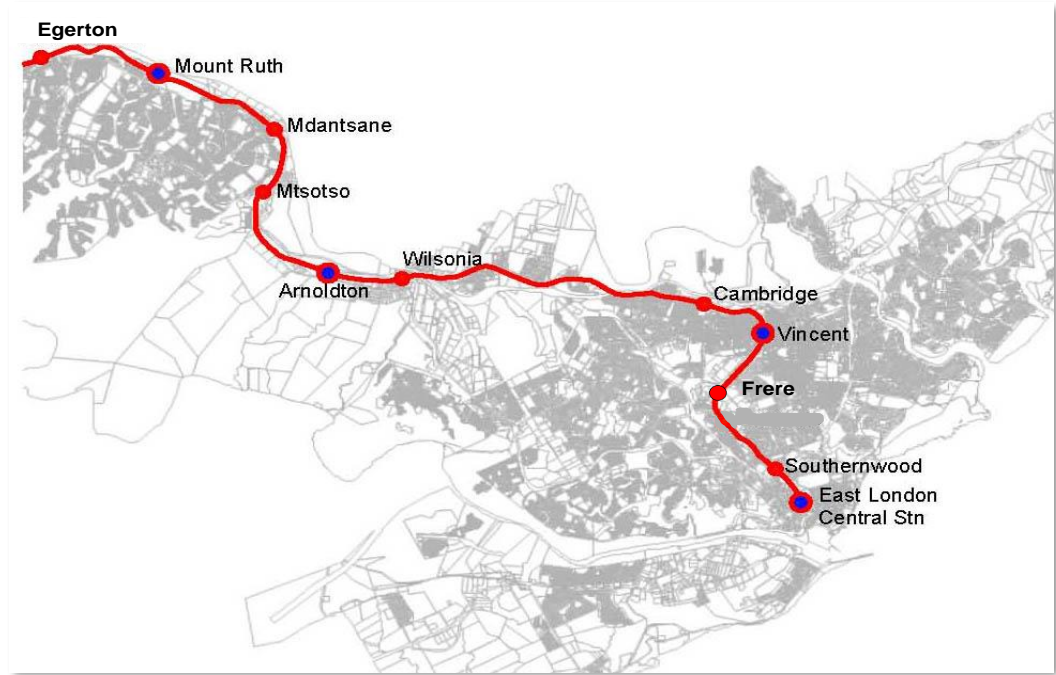 Egerton
Mount Ruth
Mdantsane
Mtsotso
Wilsonia
Arnoldton
Cambridge
Vincent
Frere
Southernwood
East London
Central Stn